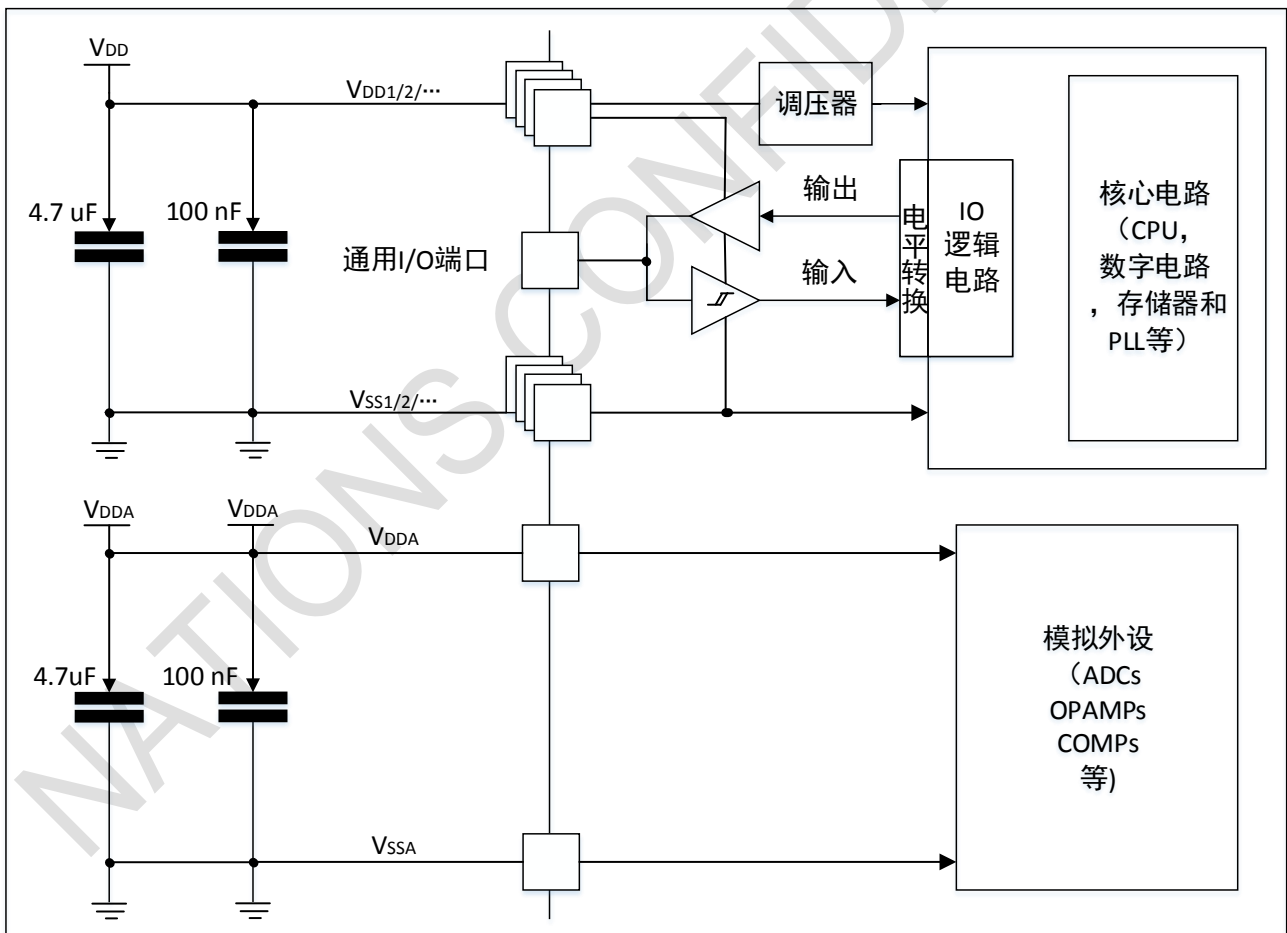 VDD
VDD1/2/···
调压器
4.7 uF
100 nF
通用I/O端口
输出
输入
电平转换
IO
逻辑
电路
核心电路
（CPU，
数字电路
，存储器和
PLL等）
VSS1/2/···
VDDA
VDDA
VDDA
4.7uF
100 nF
模拟外设
（ADCs
OPAMPs
COMPs
等)
VSSA
NATIONS CONFIDE